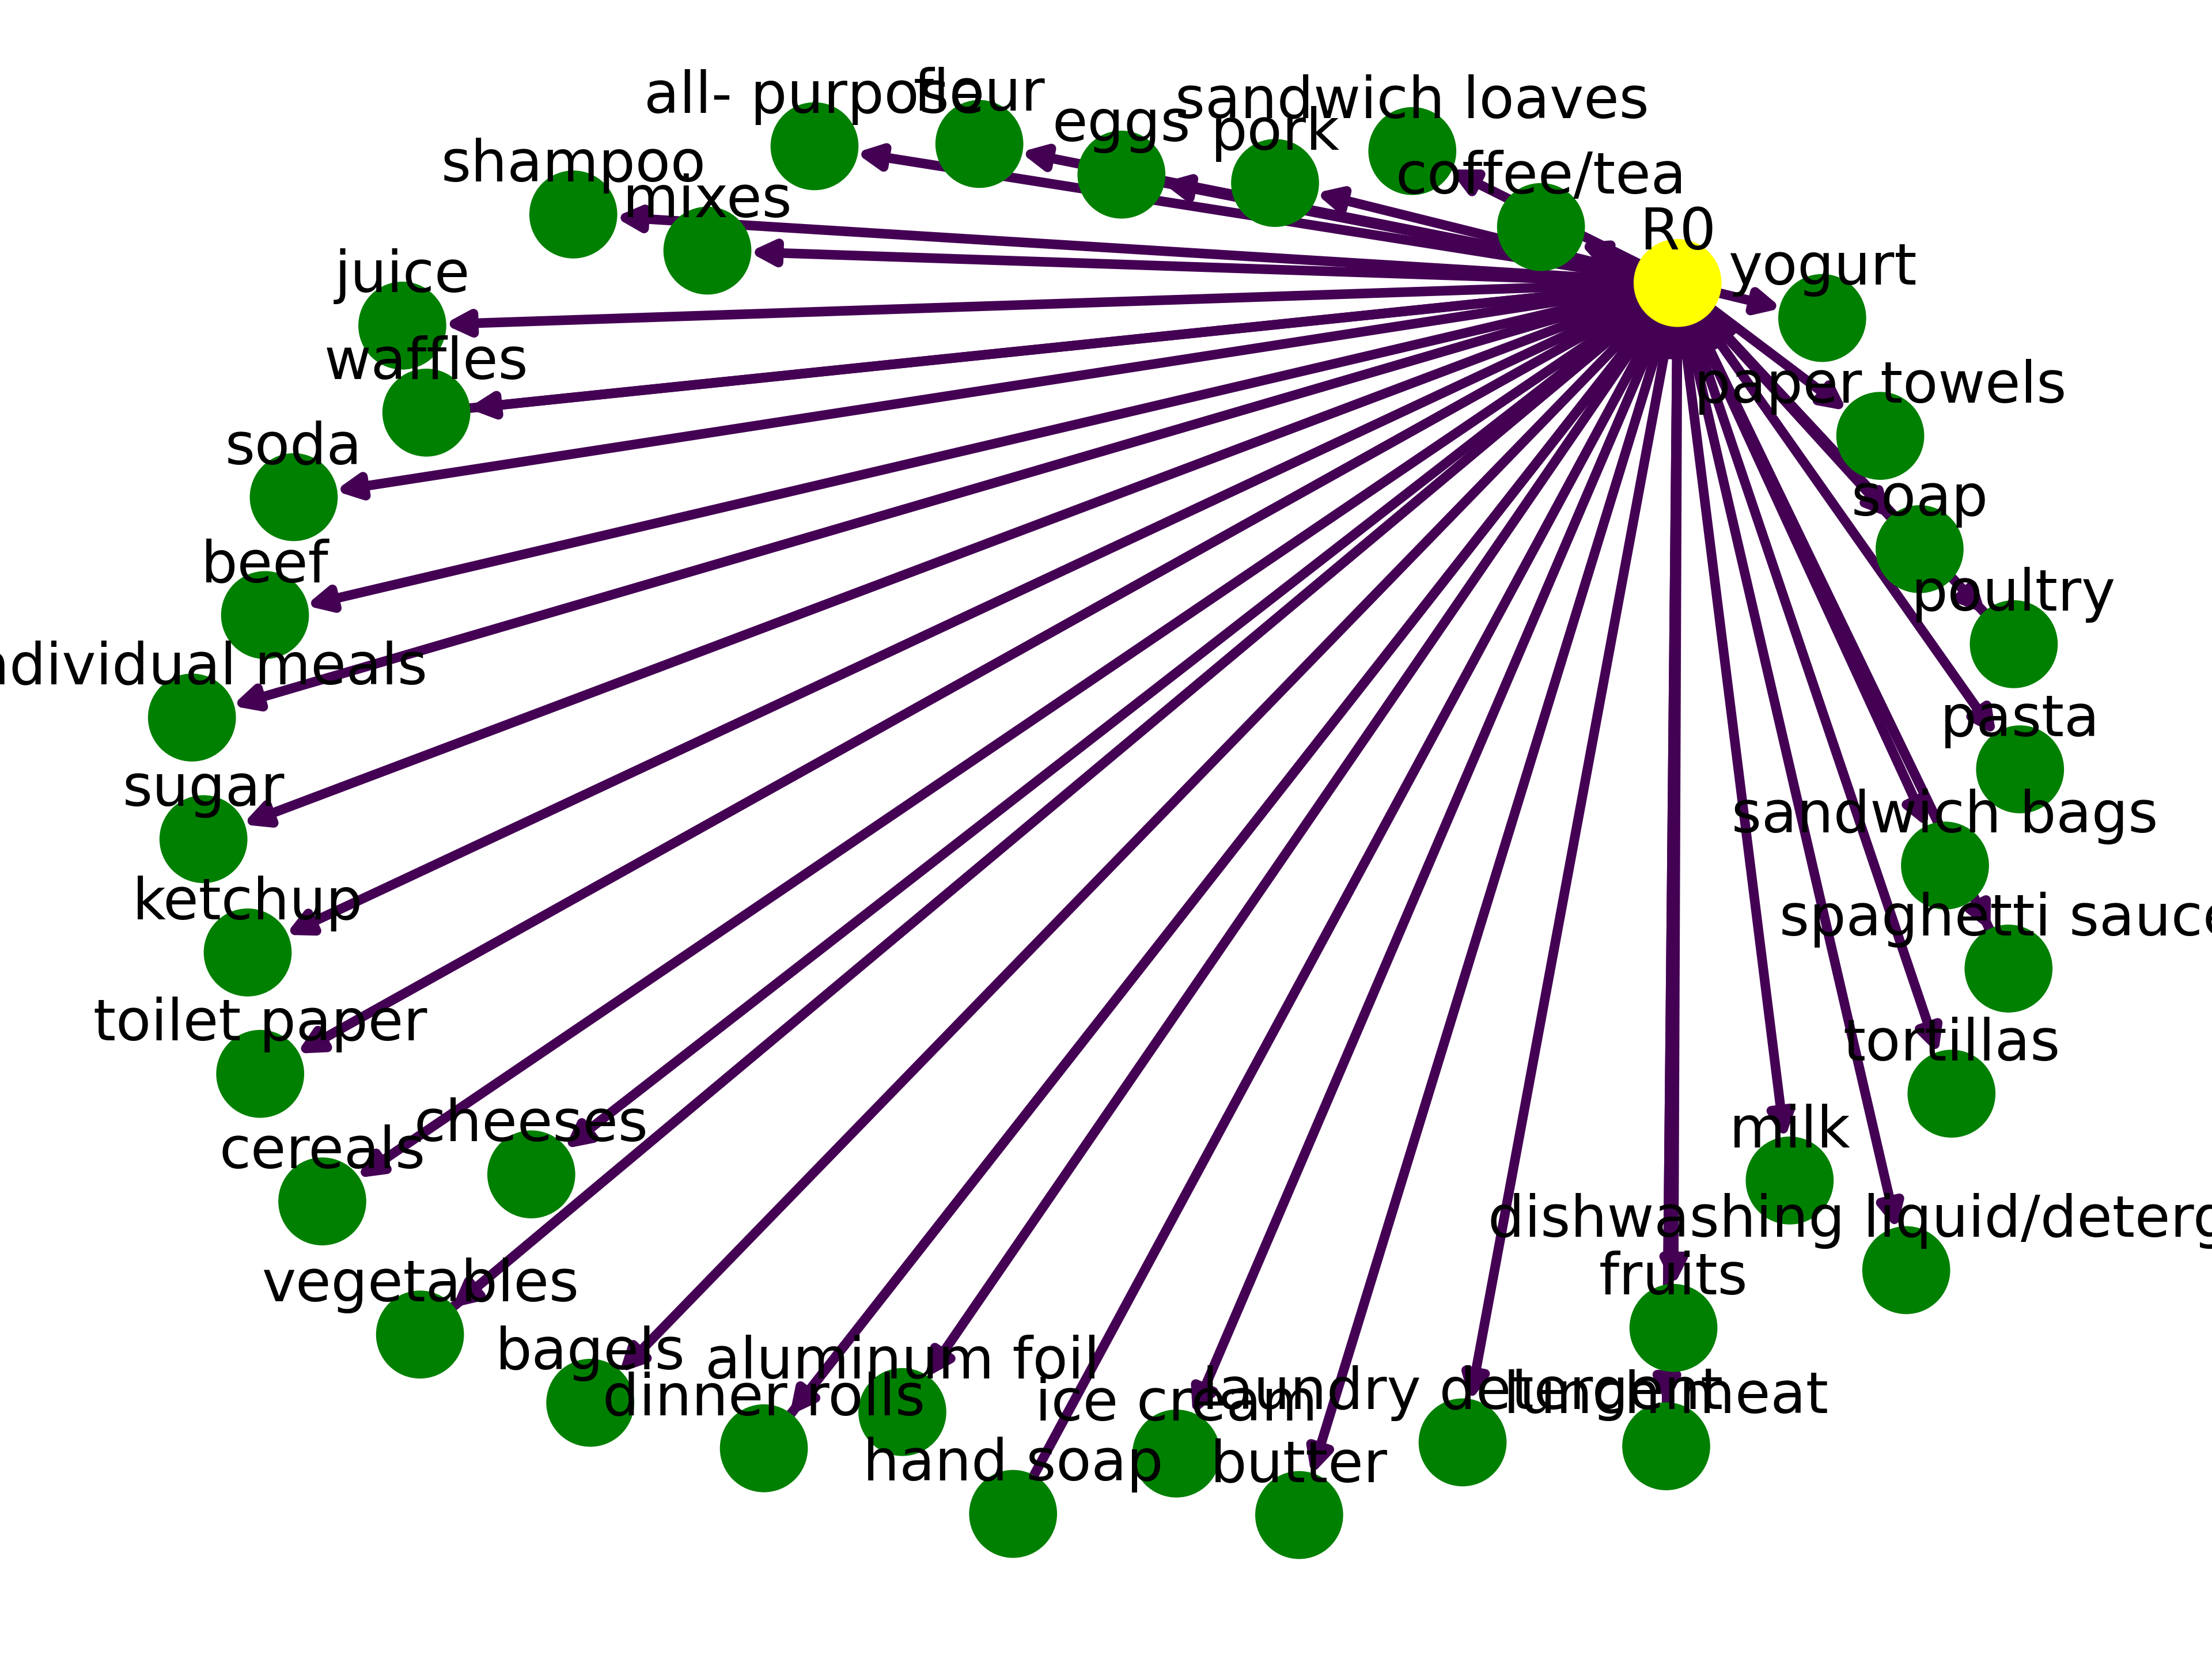 all- purpose
flour
eggs
pork
sandwich loaves
coffee/tea
shampoo
mixes
R0
yogurt
juice
waffles
paper towels
soda
soap
beef
poultry
ndividual meals
pasta
sugar
sandwich bags
ketchup
spaghetti sauce
toilet paper
tortillas
cereals
cheeses
milk
dishwashing liquid/deterg
vegetables
fruits
bagels
aluminum foil
dinner rolls
ice cream
laundry detergent
lunch meat
hand soap
butter